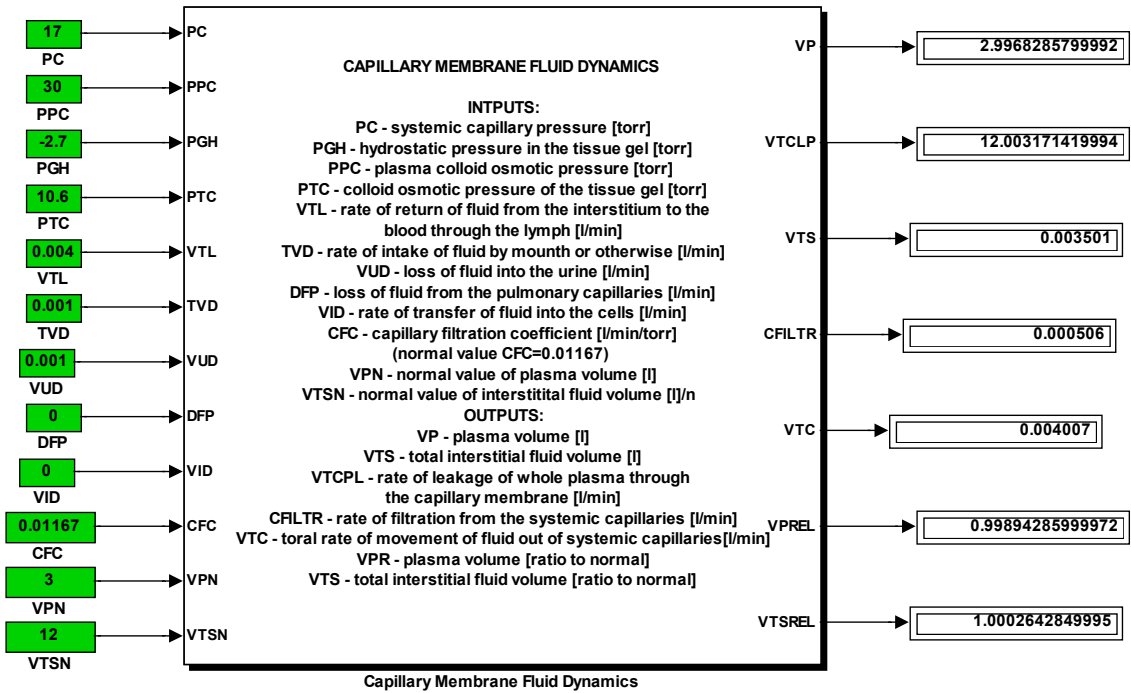 17
PC
30
PPC
-2.7
PGH
10.6
PTC
0.004
VTL
0.001
TVD
0.001
VUD
0
DFP
0
VID
0.01167
CFC
3
VPN
12
VTSN
PC
PPC
PGH
PTC
VTL
TVD
VUD
DFP
VID
CFC
VPN
VTSN
CAPILLARY MEMBRANE FLUID DYNAMICS
INTPUTS:
PC - systemic capillary pressure [torr]
PGH - hydrostatic pressure in the tissue gel [torr]
PPC - plasma colloid osmotic pressure [torr]
PTC - colloid osmotic pressure of the tissue gel [torr]
VTL - rate of return of fluid from the interstitium to the
blood through the lymph [l/min]
TVD - rate of intake of fluid by mounth or otherwise [l/min]
VUD - loss of fluid into the urine [l/min]
DFP - loss of fluid from the pulmonary capillaries [l/min]
VID - rate of transfer of fluid into the cells [l/min]
CFC - capillary filtration coefficient [l/min/torr]
(normal value CFC=0.01167)
VPN - normal value of plasma volume [l]
VTSN - normal value of interstitital fluid volume [l]/n
OUTPUTS:
VP - plasma volume [l]
VTS - total interstitial fluid volume [l]
VTCPL - rate of leakage of whole plasma through
the capillary membrane [l/min]
CFILTR - rate of filtration from the systemic capillaries [l/min]
VTC - toral rate of movement of fluid out of systemic capillaries[l/min]
VPR - plasma volume [ratio to normal]
VTS - total interstitial fluid volume [ratio to normal]
VP
VTCLP
VTS
CFILTR
VTC
VPREL
VTSREL
2.9968285799992
12.003171419994
0.003501
0.000506
0.004007
0.99894285999972
1.0002642849995
Capillary Membrane Fluid Dynamics